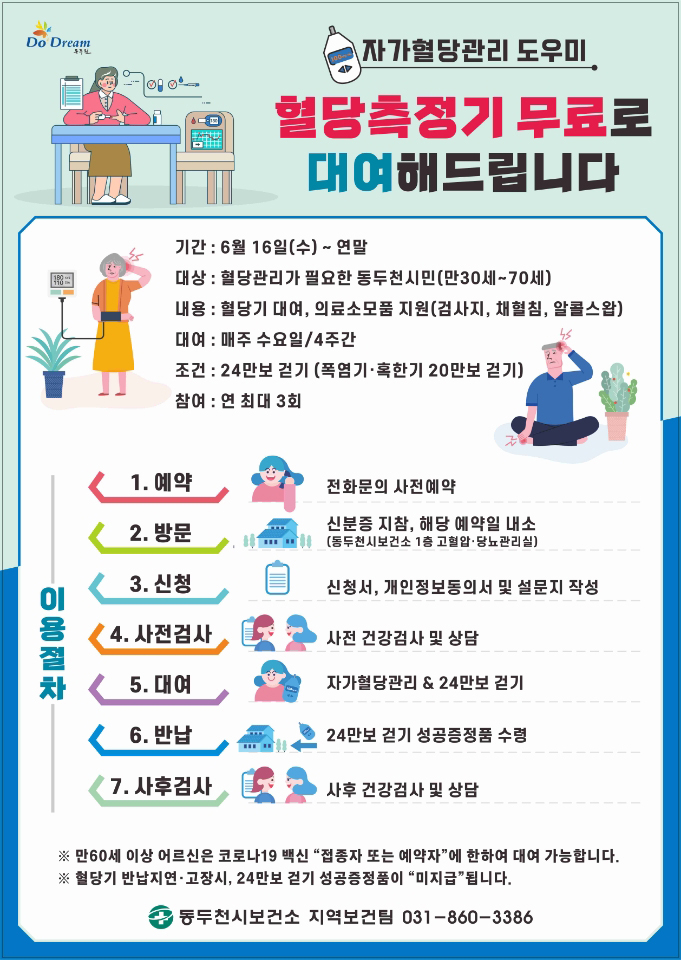 Do Dream
동두천
자가혈당관리 도우미
혈당측정기 무료로
대여해드립니다
기간 : 6월 16일(수) ~ 연말
대상 : 혈당관리가 필요한 동두천시민(만30세~70세)
내용 : 혈당기 대여, 의료소모품 지원(검사지, 채혈침, 알콜스왑)
대여 : 매주 수요일/4주간
조건 : 24만보 걷기 (폭염기·혹한기 20만보 걷기)
참여 : 연 최대 3회
이용절차
1. 예약
전화문의 사전예약
2. 방문
신분증 지참, 해당 예약일 내소
(동두천시보건소 1층 고혈압·당뇨관리실)
3. 신청
신청서, 개인정보동의서 및 설문지 작성
4. 사전검사
사전 건강검사 및 상담
5. 대여
자가혈당관리 & 24만보 걷기
6. 반납
24만보 걷기 성공증정품 수령
7. 사후검사
사후 건강검사 및 상담
※ 만60세 이상 어르신은 코로나19 백신 “접종자 또는 예약자”에 한하여 대여 가능합니다.
※ 혈당기 반납지연·고장시, 24만보 걷기 성공증정품이 “미지급”됩니다.
동두천시보건소 지역보건팀 031-860-3386